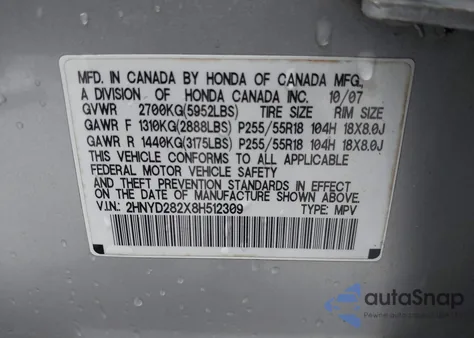 MFD. IN CANADA BY HONDA OF CANADA MFG.,
A DIVISION OF HONDA CANADA INC. 10/07
GVWR 2700KG(5952LBS) TIRE SIZE RIM SIZE
GAWR F 1310KG(2888LBS) P255/55R18 104H 18X8.0J
GAWR R 1440KG(3175LBS) P255/55R18 104H 18X8.0J
THIS VEHICLE CONFORMS TO ALL APPLICABLE
FEDERAL MOTOR VEHICLE SAFETY
AND THEFT PREVENTION STANDARDS IN EFFECT
ON THE DATE OF MANUFACTURE SHOWN ABOVE.
V.I.N.: 2HNYD282X8H512309 TYPE: MPV
autoSnap